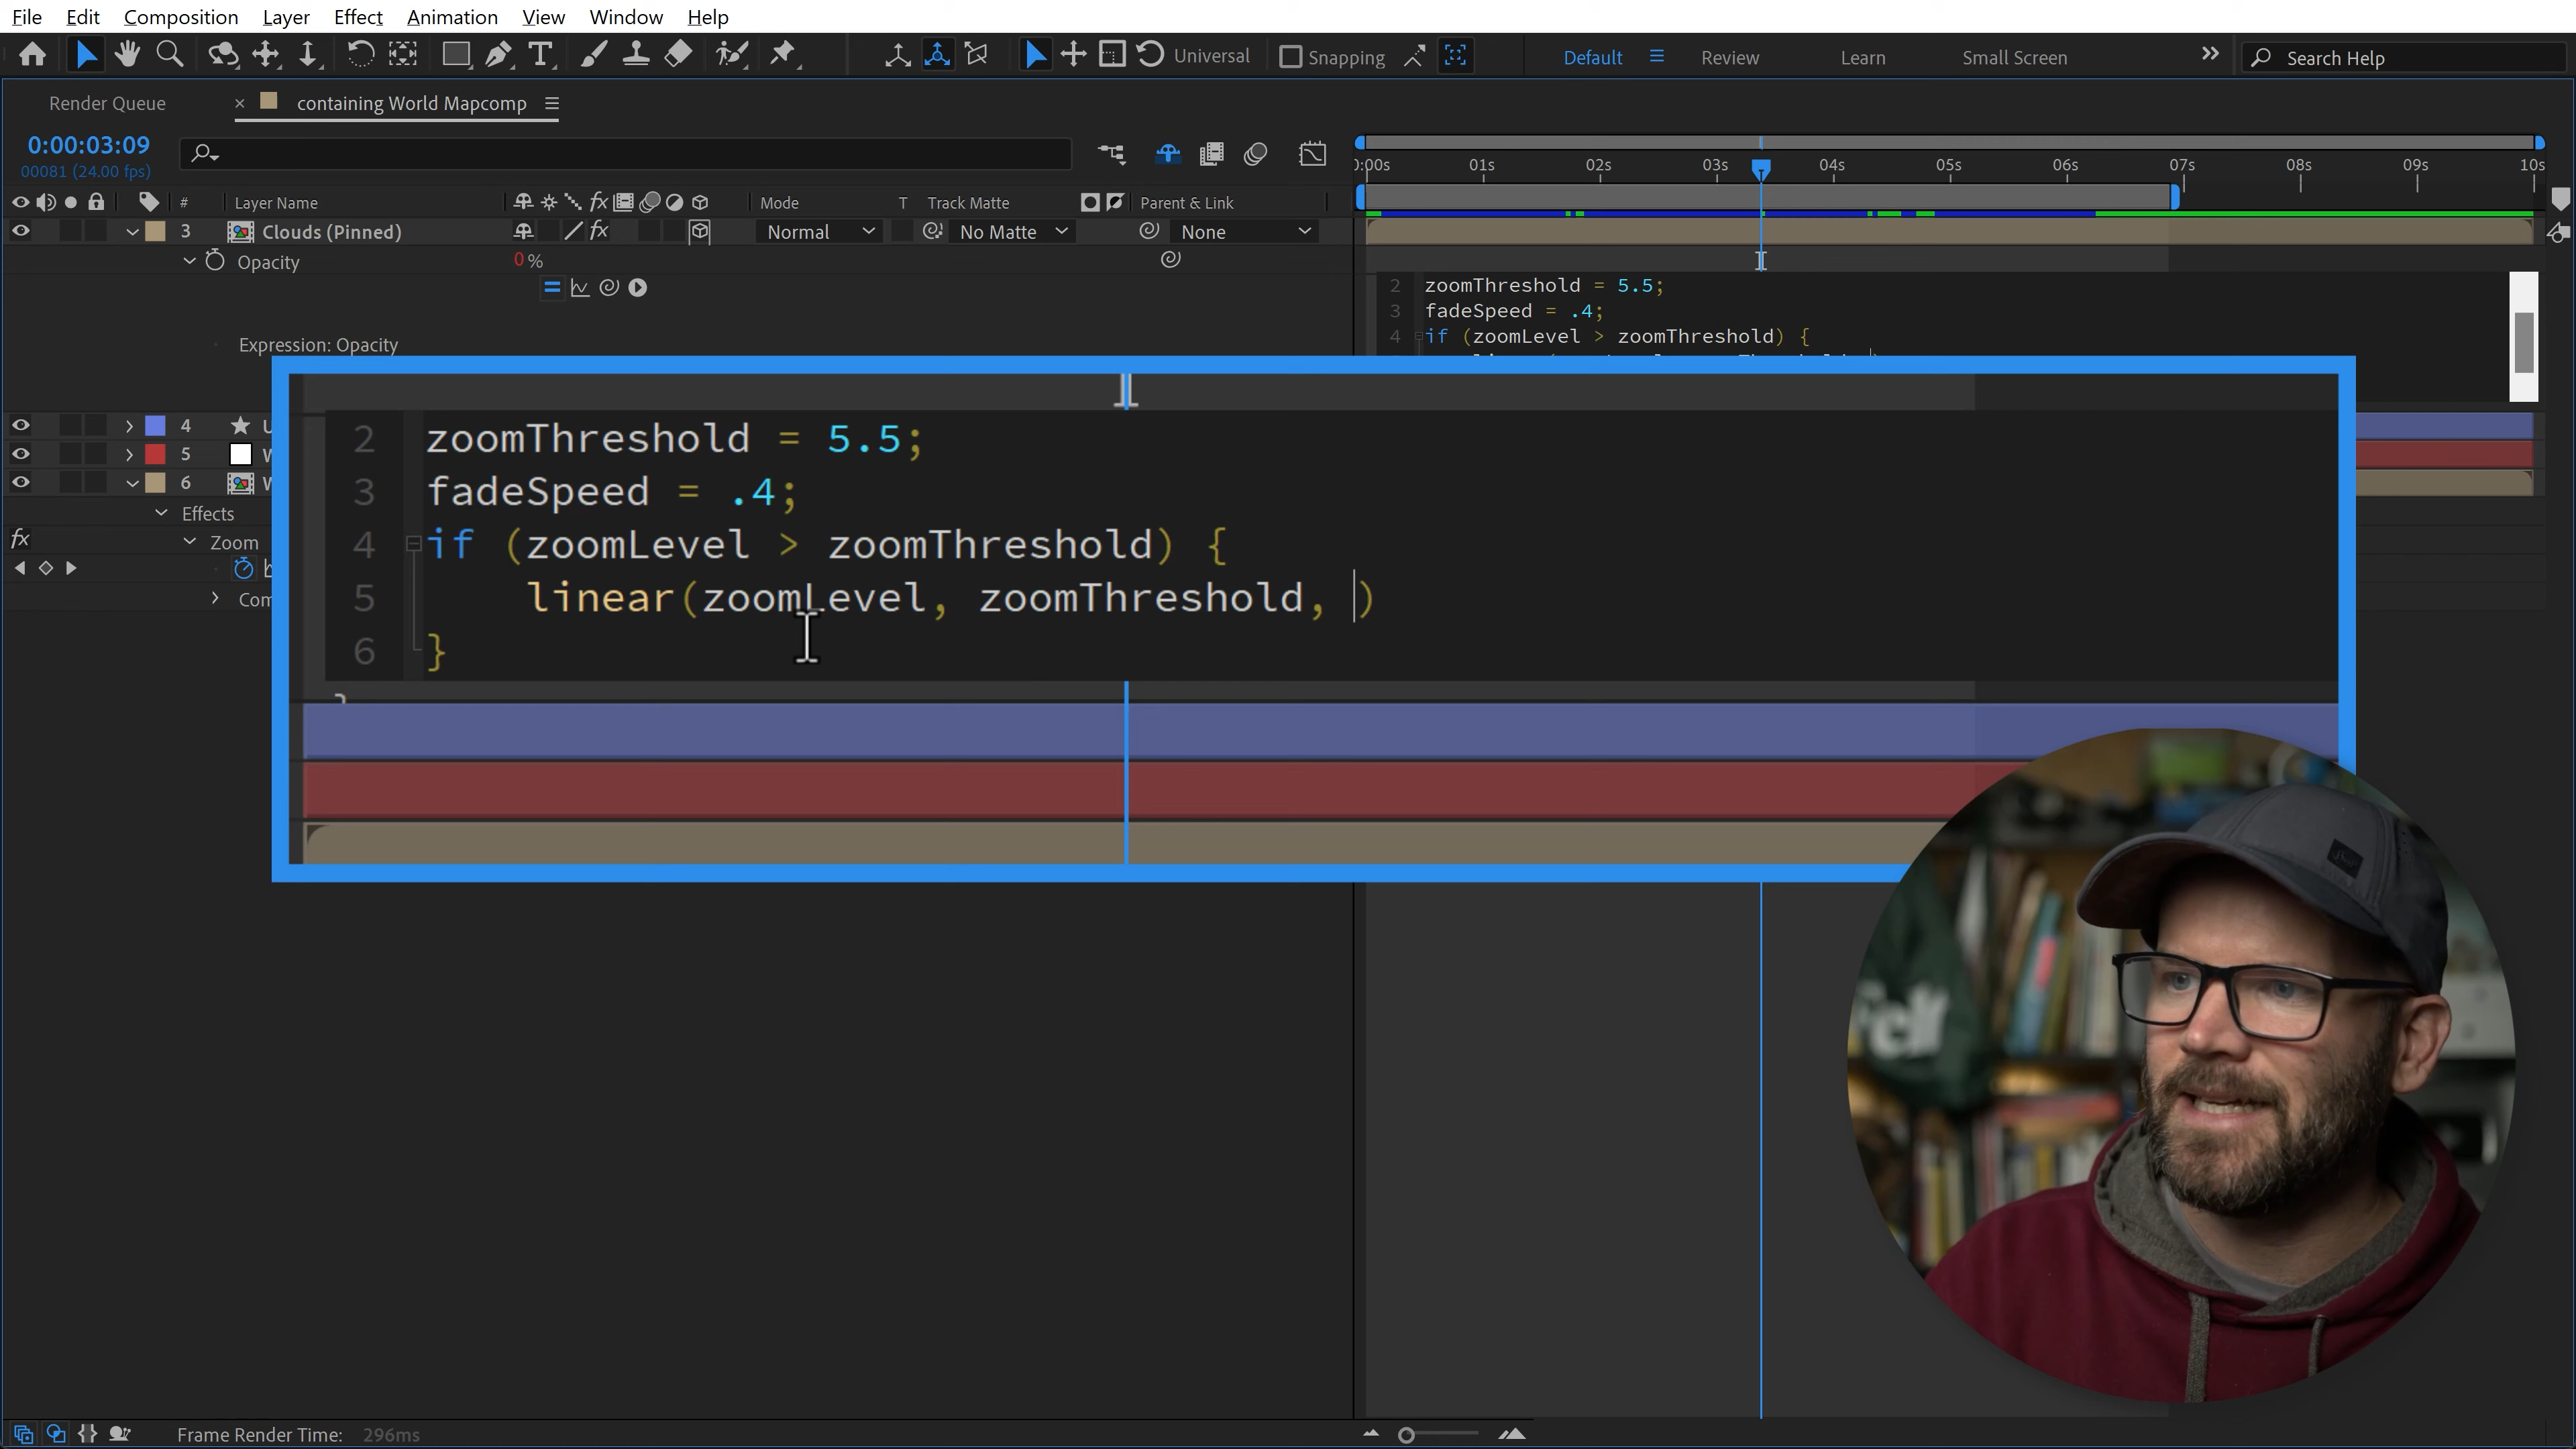 File Edit Composition Layer Effect Animation View Window Help
Universal Snapping Default Review Learn Small Screen Search Help
Render Queue × containing World Mapcomp
0:00:03:09
00081 (24.00 fps)
0:00s 01s 02s 03s 04s 05s 06s 07s 08s 09s 10s
# Layer Name Mode T Track Matte Parent & Link
3 Clouds (Pinned) fx Normal No Matte None
Opacity 0 %
2 zoomThreshold = 5.5;
3 fadeSpeed = .4;
4 if (zoomLevel > zoomThreshold) {
Expression: Opacity
2 zoomThreshold = 5.5;
3 fadeSpeed = .4;
4 if (zoomLevel > zoomThreshold) {
5 linear(zoomLevel, zoomThreshold, )
6 }
4
5
6
Effects
fx Zoom
Frame Render Time: 296ms